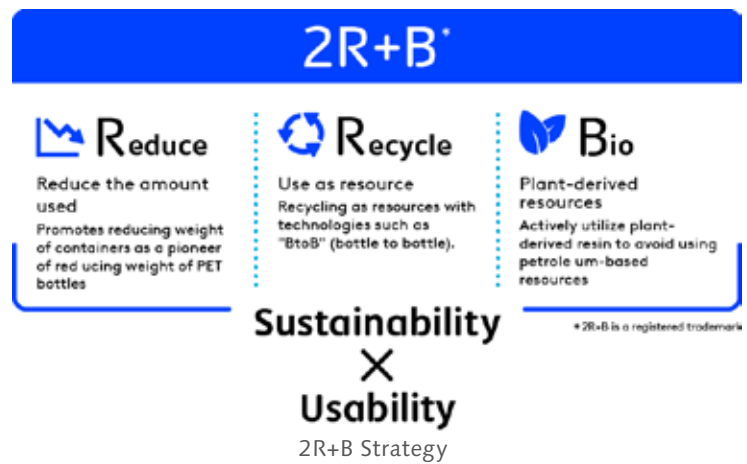 2R+B*
Reduce
Reduce the amount
used
Promotes reducing weight
of containers as a pioneer
of red ucing weight of PET
bottles
Recycle
Use as resource
Recycling as resources with
technologies such as
"BtoB" (bottle to bottle).
Bio
Plant-derived
resources
Actively utilize plant-
derived resin to avoid using
petrole um-based
resources
* 2R+B is a registered trademark
Sustainability
×
Usability
2R+B Strategy